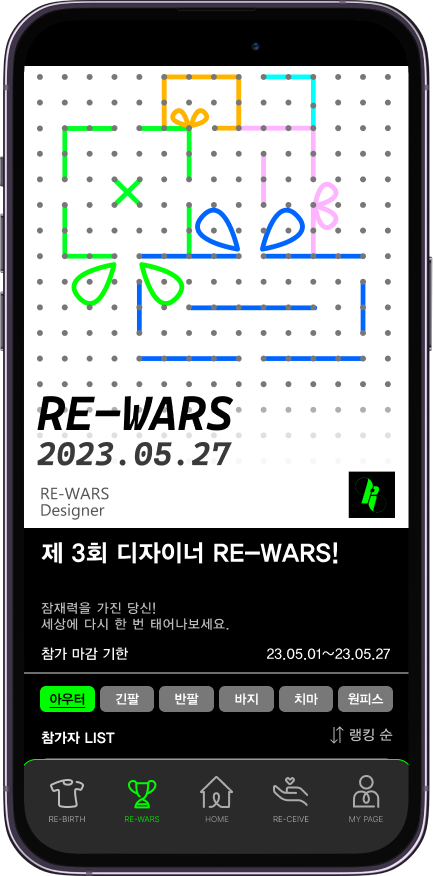 RE-WARS
2023.05.27
RE-WARS
Designer
제 3회 디자이너 RE-WARS!
잠재력을 가진 당신!
세상에 다시 한 번 태어나보세요.
참가 마감 기한 23.05.01~23.05.27
아우터 긴팔 반팔 바지 치마 원피스
참가자 LIST 랭킹 순
RE-BIRTH RE-WARS HOME RE-CEIVE MY PAGE